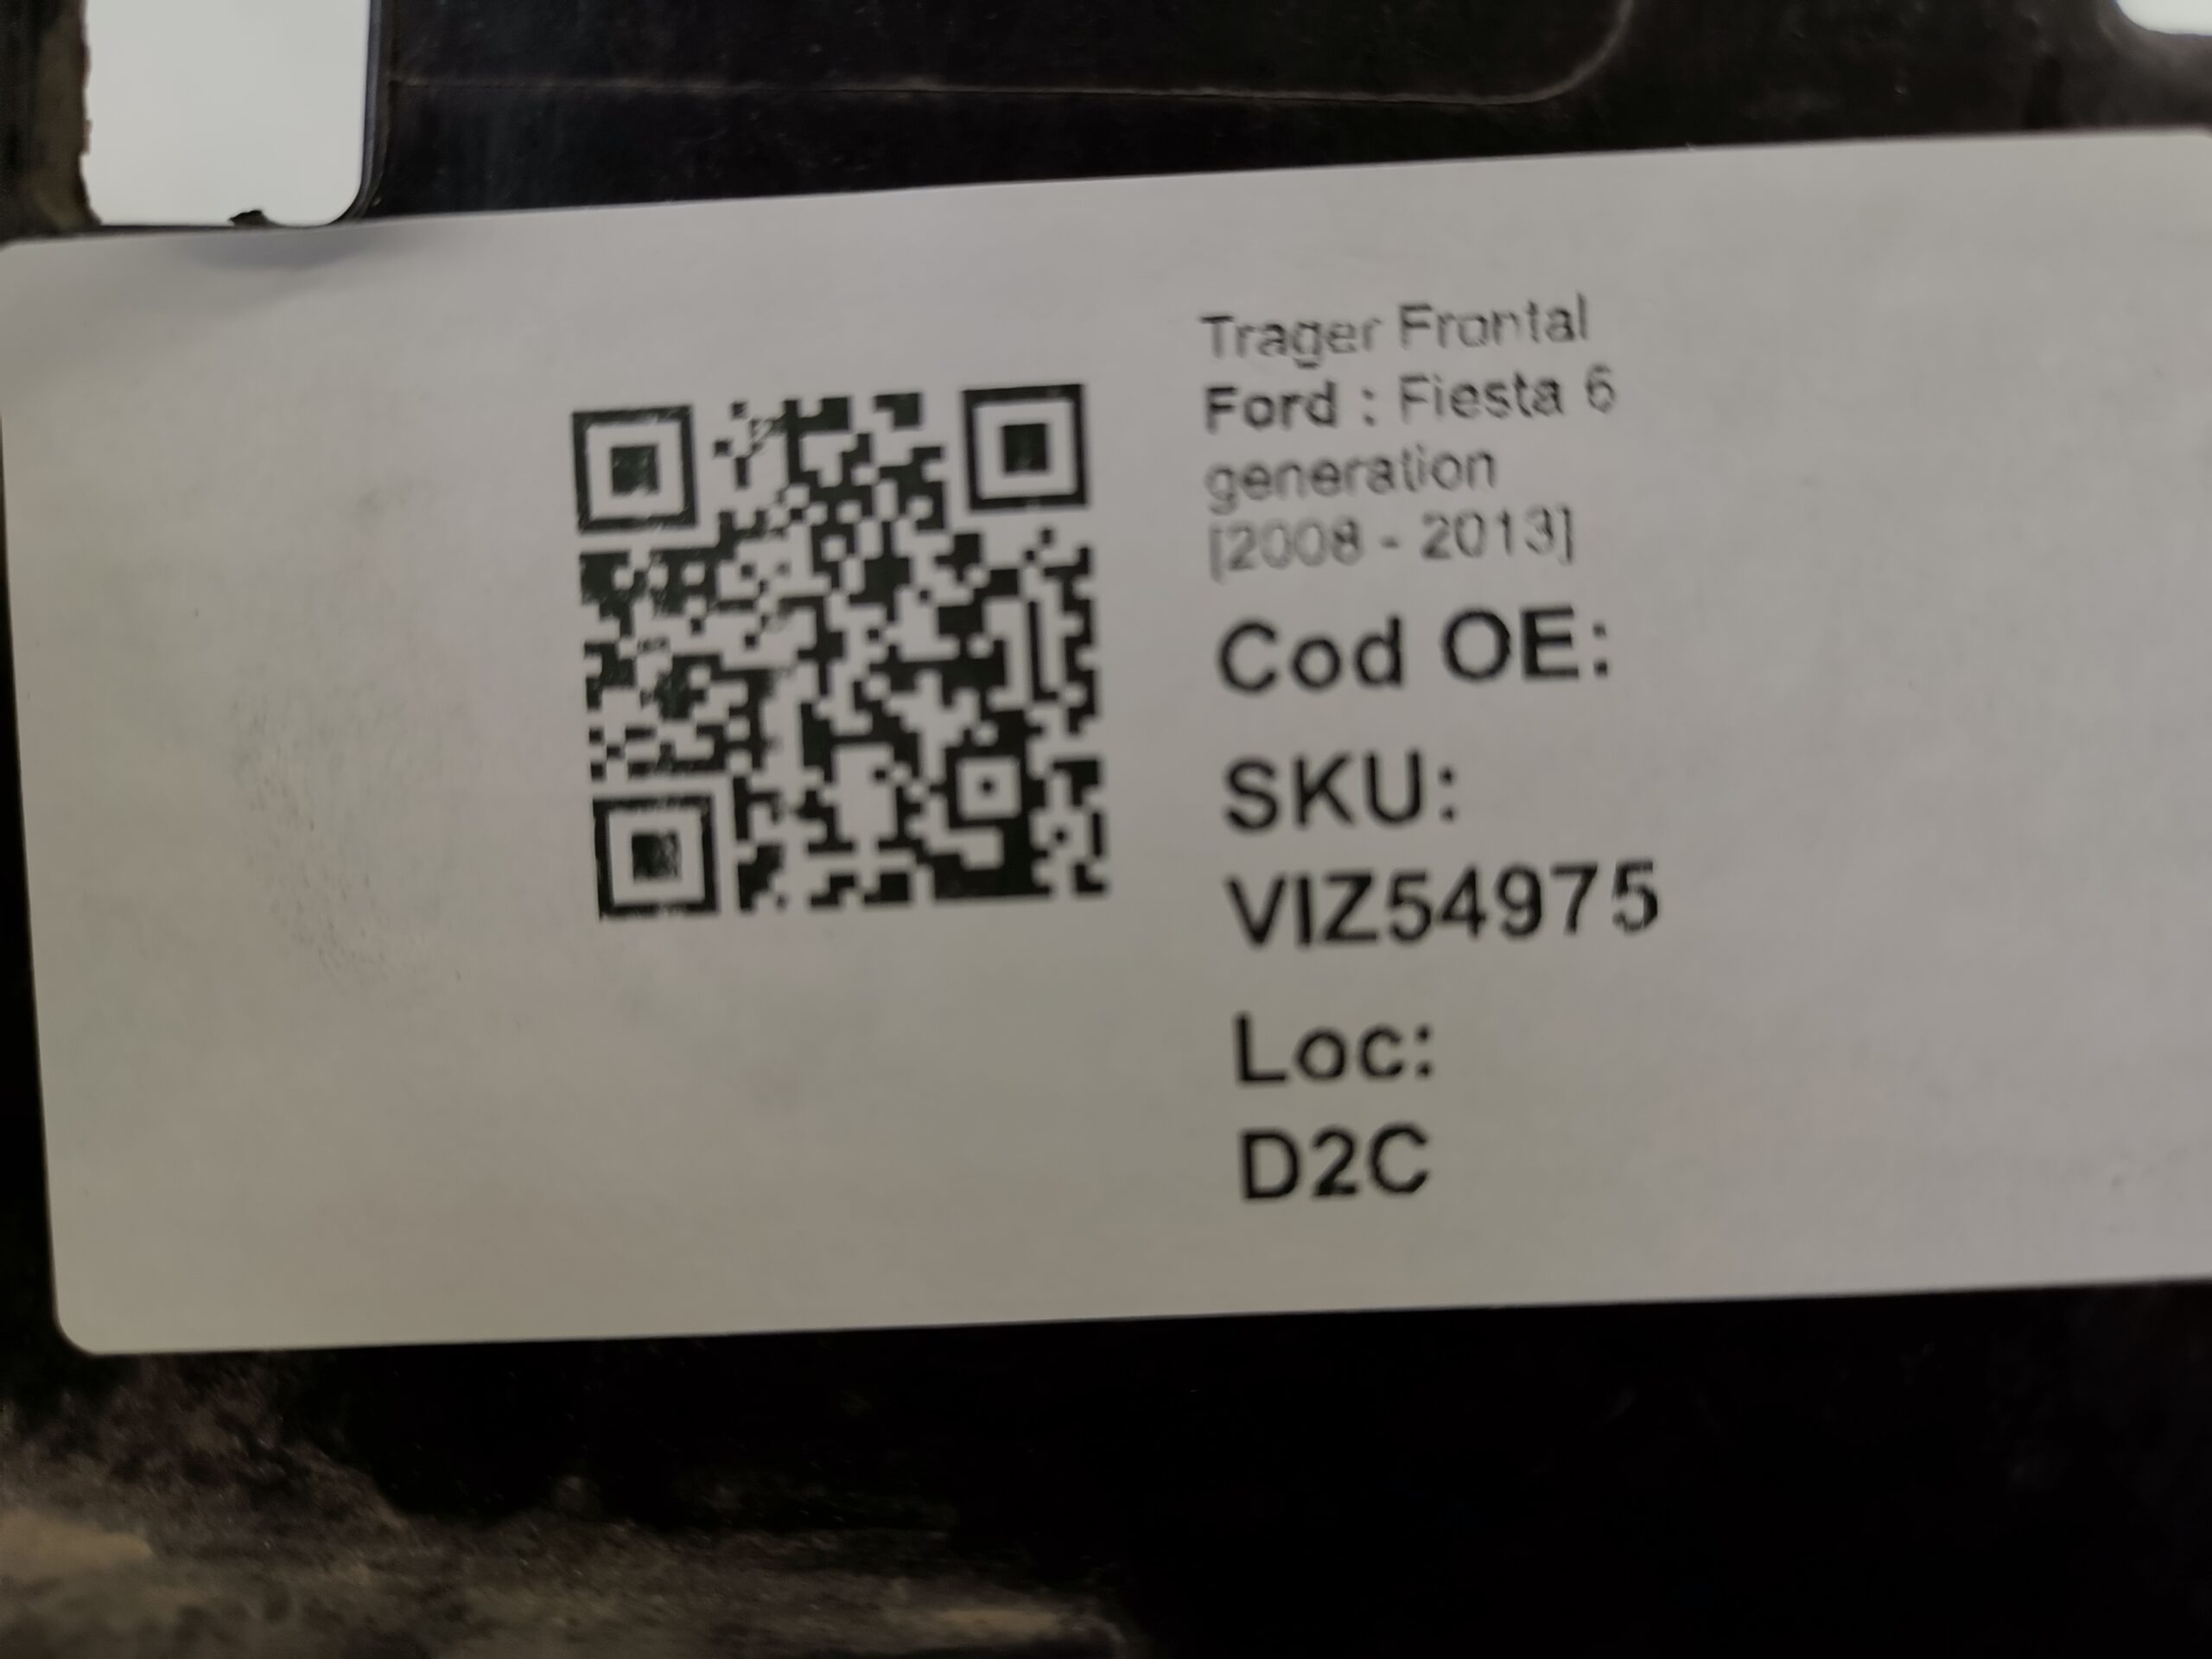 Trager Frontal
Ford : Fiesta 6
generation
[2008 - 2013]
Cod OE:
SKU:
VIZ54975
Loc:
D2C